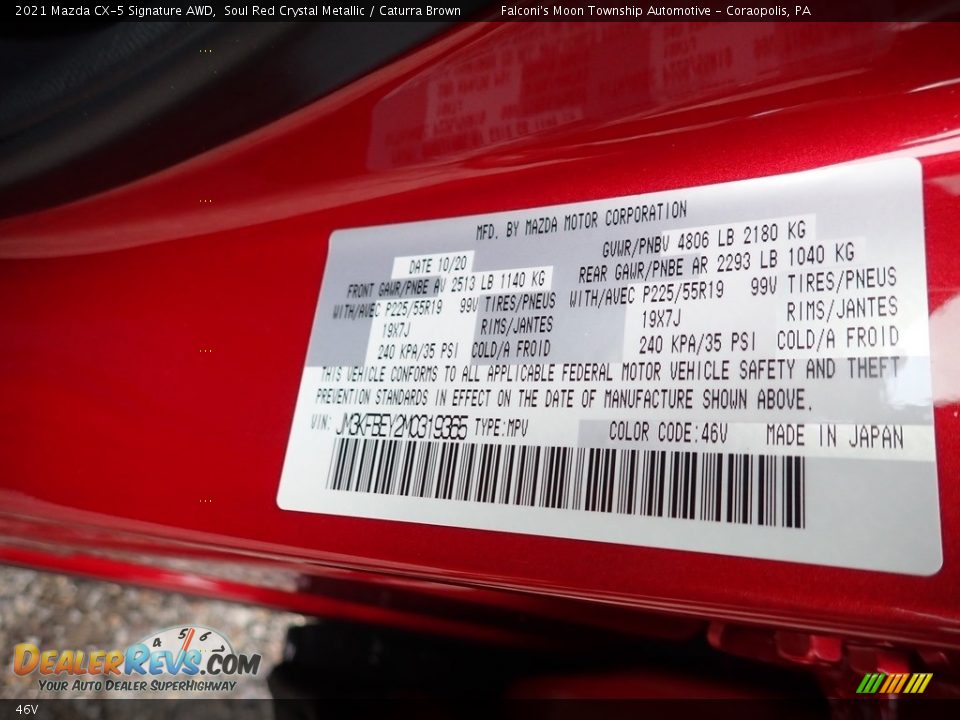 2021 Mazda CX-5 Signature AWD, Soul Red Crystal Metallic / Caturra Brown Falconi's Moon Township Automotive - Coraopolis, PA
MFD. BY MAZDA MOTOR CORPORATION
DATE 10/20 GVWR/PNBV 4806 LB 2180 KG
FRONT GAWR/PNBE AV 2513 LB 1140 KG REAR GAWR/PNBE AR 2293 LB 1040 KG
WITH/AVEC P225/55R19 99V TIRES/PNEUS WITH/AVEC P225/55R19 99V TIRES/PNEUS
19X7J RIMS/JANTES 19X7J RIMS/JANTES
240 KPA/35 PSI COLD/A FROID 240 KPA/35 PSI COLD/A FROID
THIS VEHICLE CONFORMS TO ALL APPLICABLE FEDERAL MOTOR VEHICLE SAFETY AND THEFT
PREVENTION STANDARDS IN EFFECT ON THE DATE OF MANUFACTURE SHOWN ABOVE.
VIN: JM3KFBEY2M0319365 TYPE:MPV COLOR CODE:46V MADE IN JAPAN
4 5 6
DEALERREVS.COM
YOUR AUTO DEALER SUPERHIGHWAY
46V